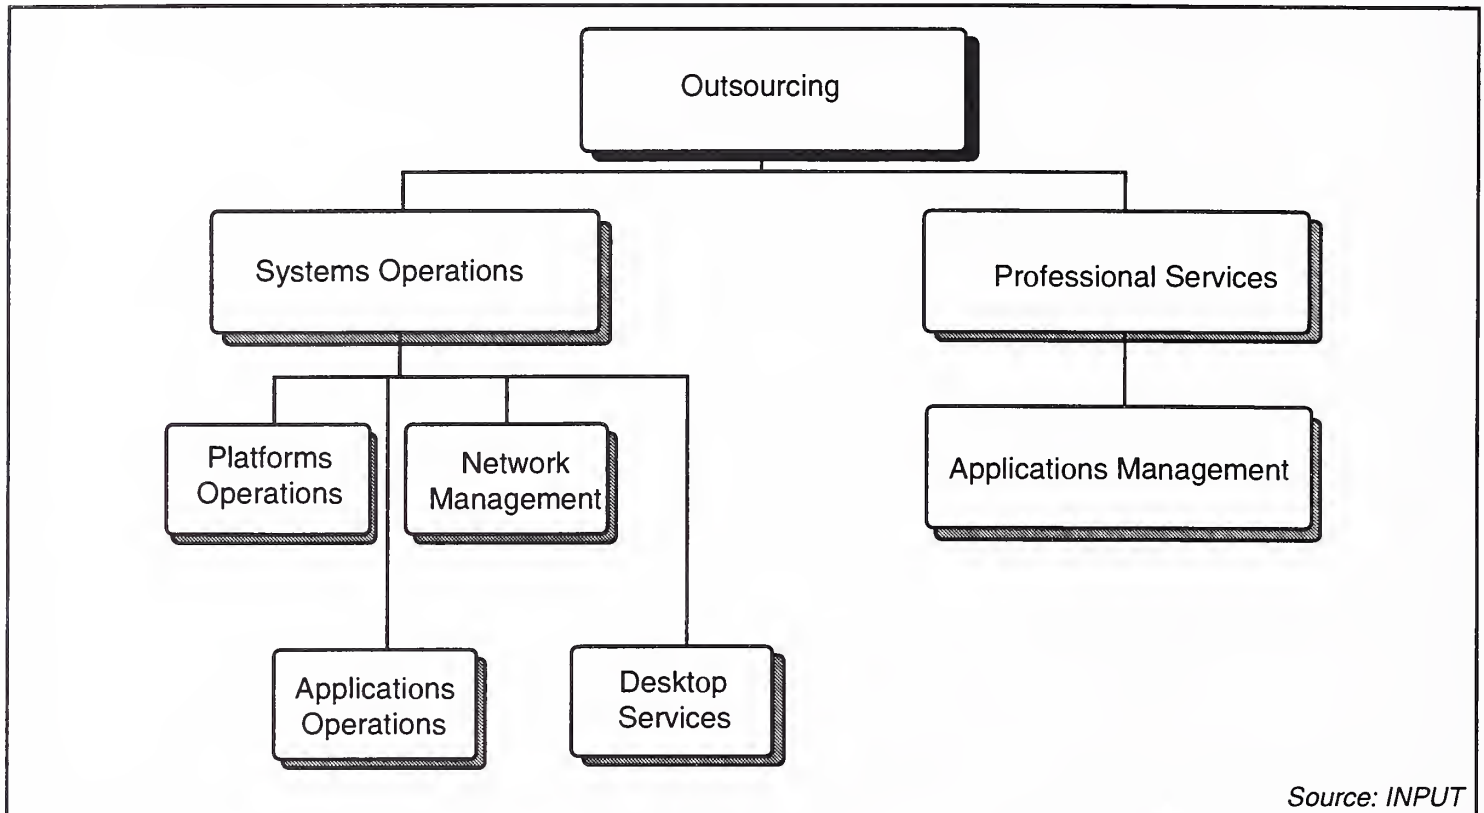 Outsourcing
Systems Operations
Professional Services
Platforms
Operations
Network
Management
Applications Management
Applications
Operations
Desktop
Services
Source: INPUT